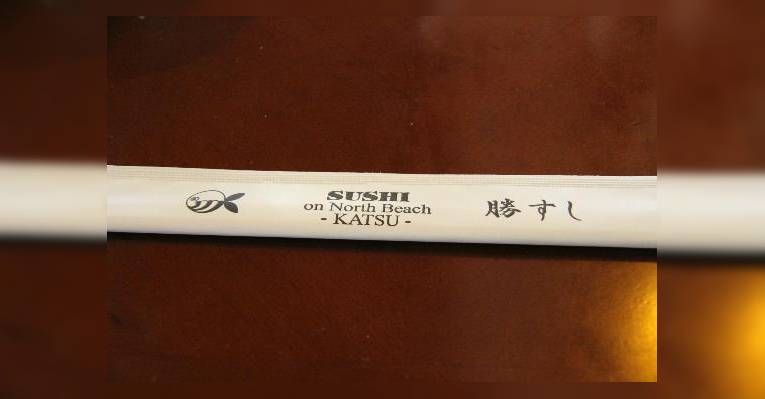 SUSHI
on North Beach
- KATSU -
勝すし